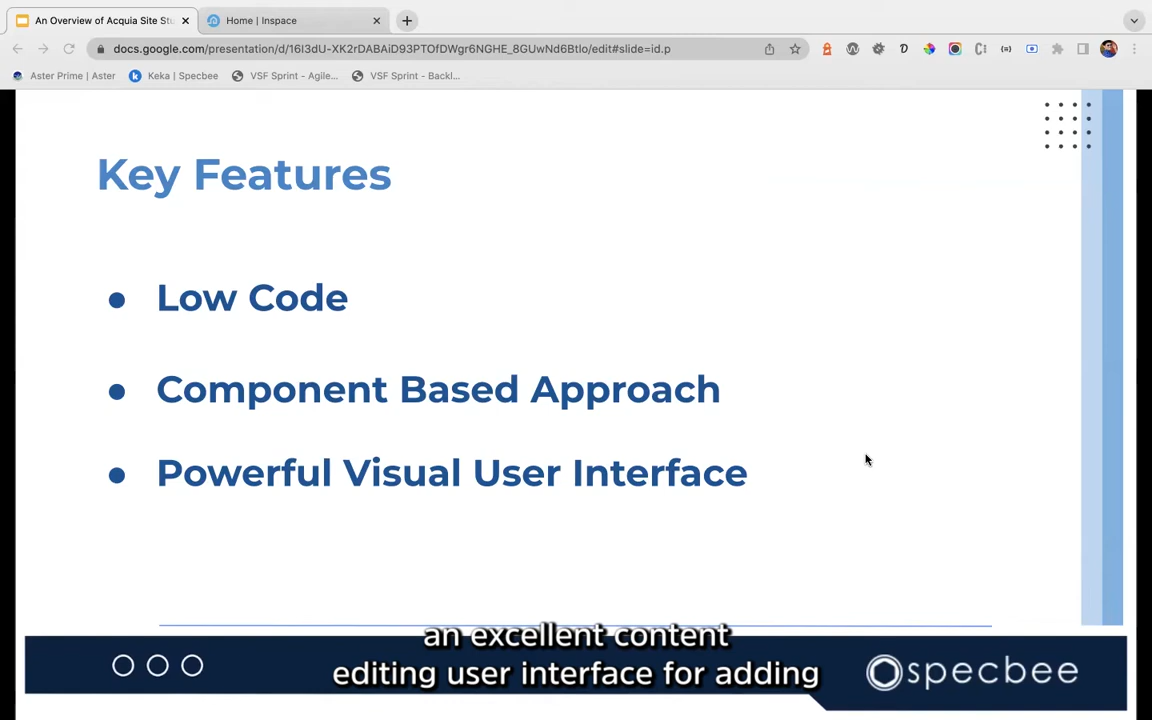 An Overview of Acquia Site Stu
Home | Inspace
docs.google.com/presentation/d/16I3dU-XK2rDABAiD93PTOfDWgr6NGHE_8GUwNd6Btlo/edit#slide=id.p
Aster Prime | Aster
Keka | Specbee
VSF Sprint - Agile...
VSF Sprint - Backl...
Key Features
● Low Code
● Component Based Approach
● Powerful Visual User Interface
an excellent content
editing user interface for adding
specbee